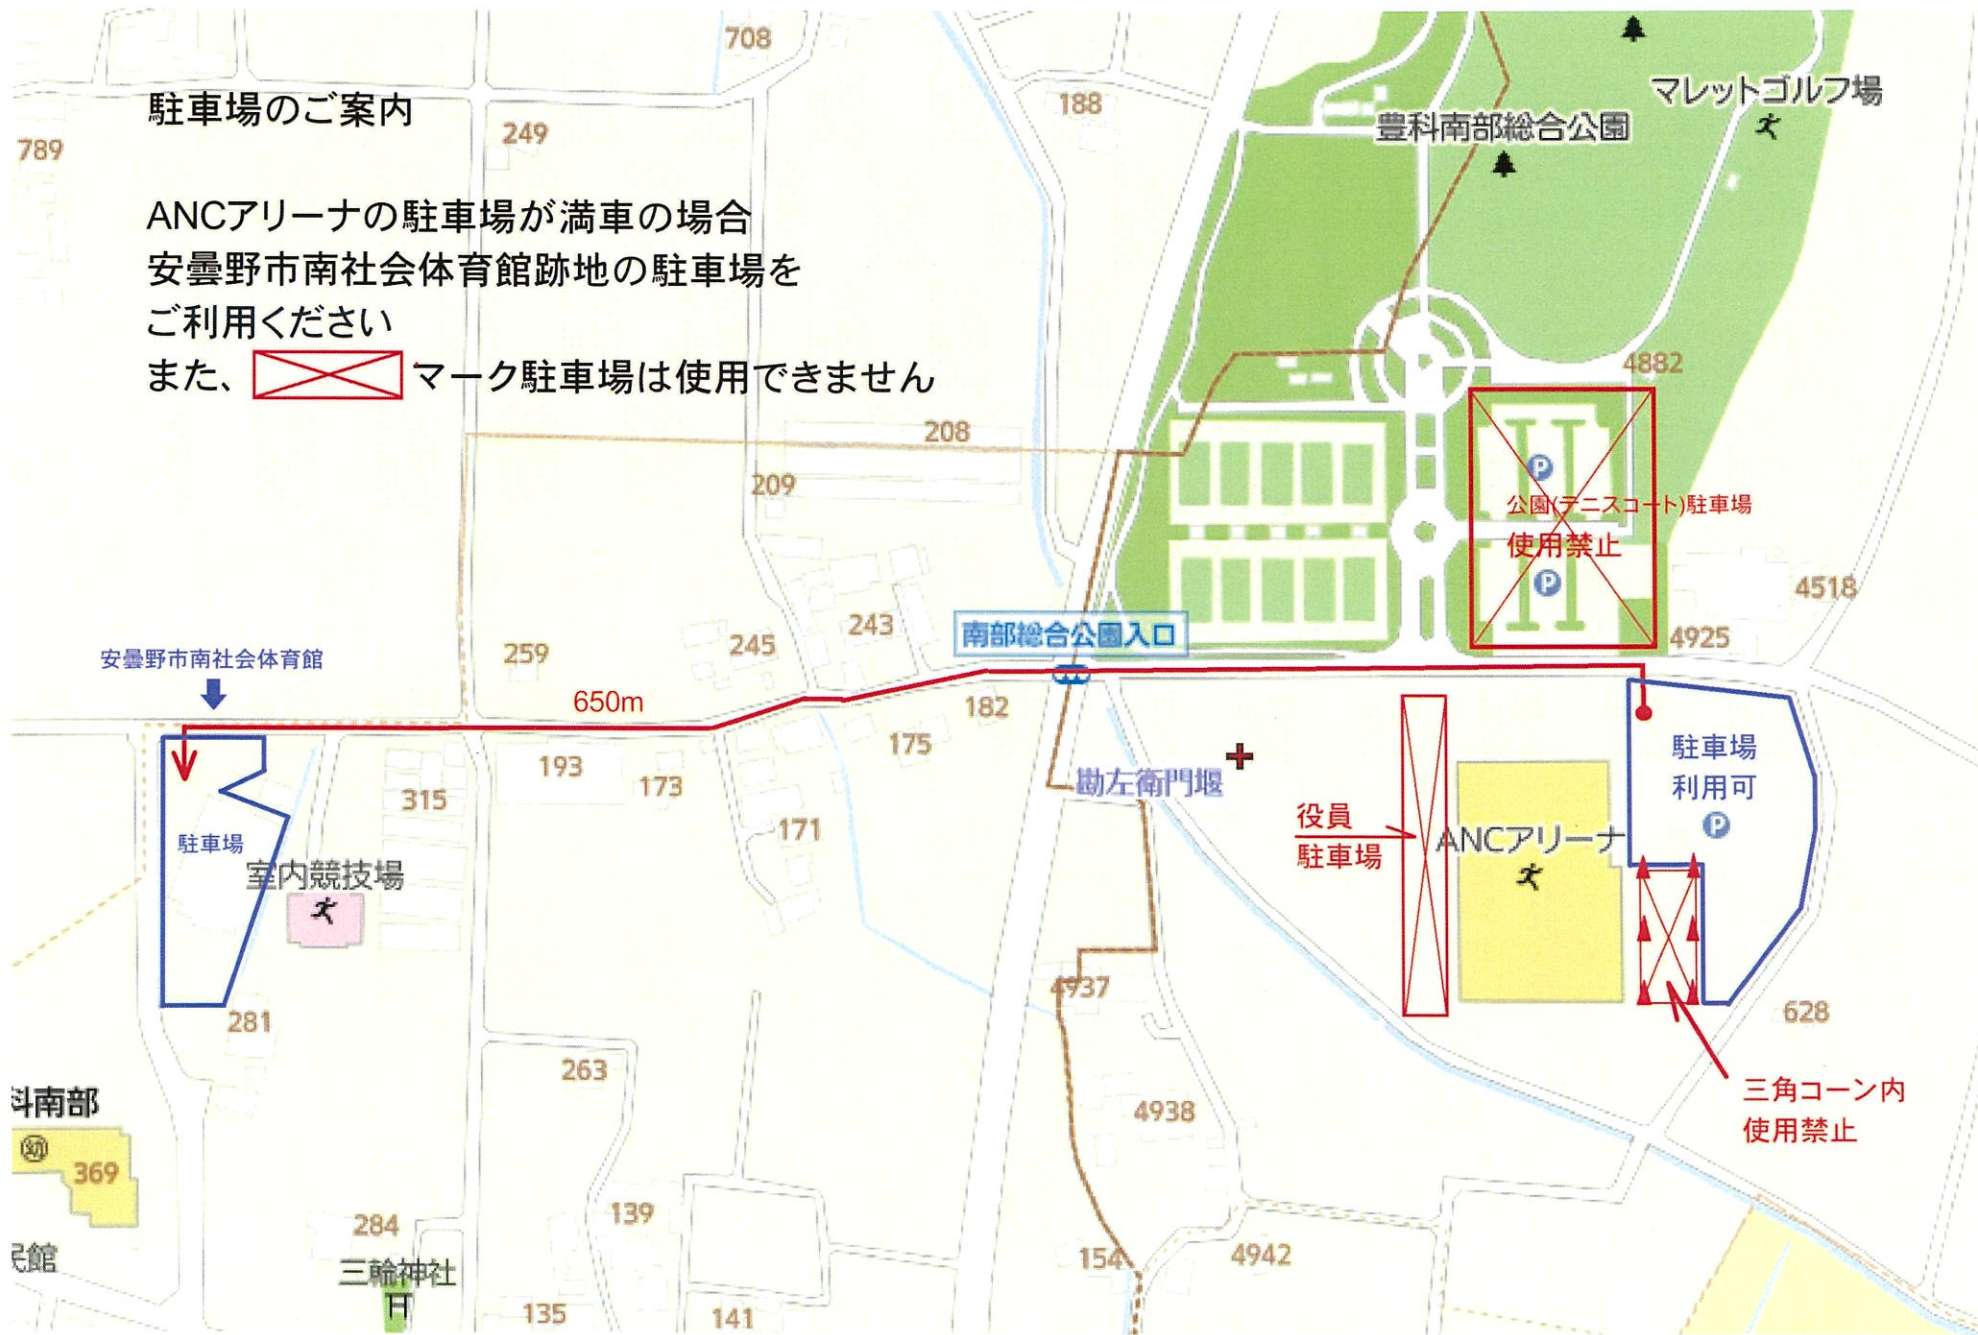 駐車場のご案内
ANCアリーナの駐車場が満車の場合
安曇野市南社会体育館跡地の駐車場を
ご利用ください
また、
マーク駐車場は使用できません
708
789
249
188
豊科南部総合公園
マレットゴルフ場
4882
208
209
P
公園(テニスコート)駐車場
使用禁止
P
4518
4925
安曇野市南社会体育館
259
245
243
南部総合公園入口
650m
182
175
193
173
315
171
駐車場
室内競技場
勘左衛門堰
役員
駐車場
ANCアリーナ
駐車場
利用可
P
281
4937
628
三角コーン内
使用禁止
263
4938
科南部
幼
369
284
139
154
4942
民館
三輪神社
135
141